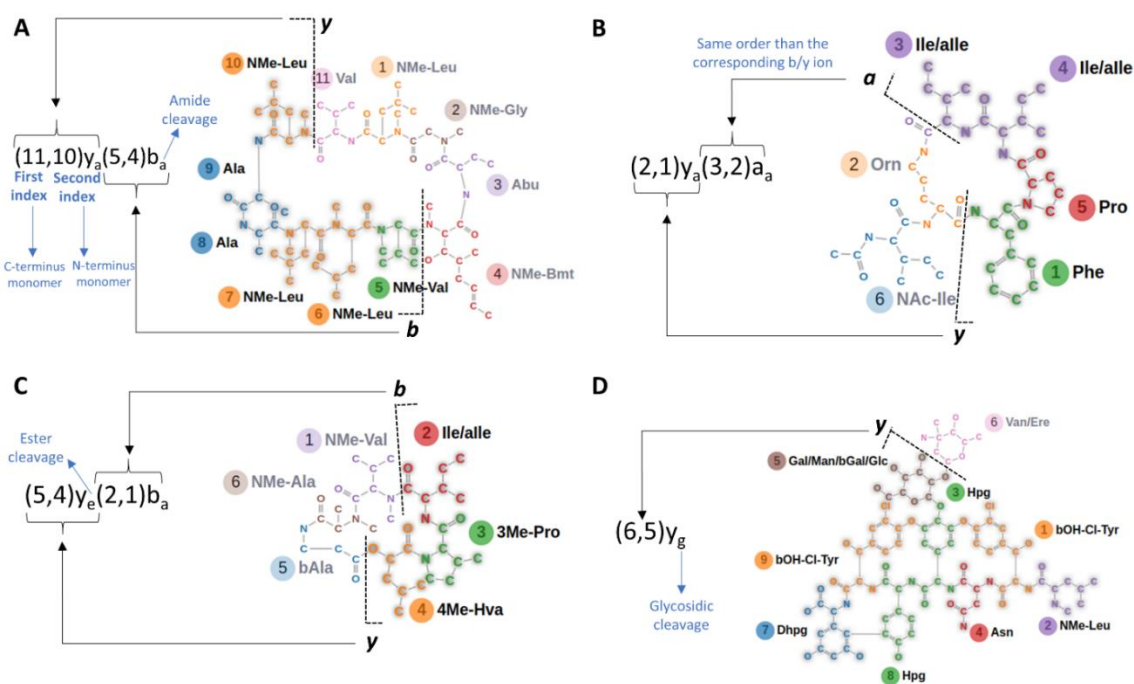 A
y
10 NMe-Leu
11 Val
1 NMe-Leu
Amide
cleavage
2 NMe-Gly
(11,10)yₐ(5,4)bₐ
First
index
Second
index
9 Ala
3 Abu
C-terminus
monomer
N-terminus
monomer
8 Ala
4 NMe-Bmt
7 NMe-Leu
6 NMe-Leu
5 NMe-Val
b
B
3 Ile/aIle
Same order than the
corresponding b/y ion
a
4 Ile/aIle
(2,1)yₐ(3,2)aₐ
2 Orn
5 Pro
1 Phe
6 NAc-Ile
y
C
b
Ester
cleavage
1 NMe-Val
2 Ile/aIle
6 NMe-Ala
(5,4)yₑ(2,1)bₐ
3 3Me-Pro
5 bAla
4 4Me-Hva
y
D
6 Van/Ere
y
5 Gal/Man/bGal/Glc
3 Hpg
(6,5)y_g
1 bOH-Cl-Tyr
9 bOH-Cl-Tyr
Glycosidic
cleavage
7 Dhpg
4 Asn
2 NMe-Leu
8 Hpg